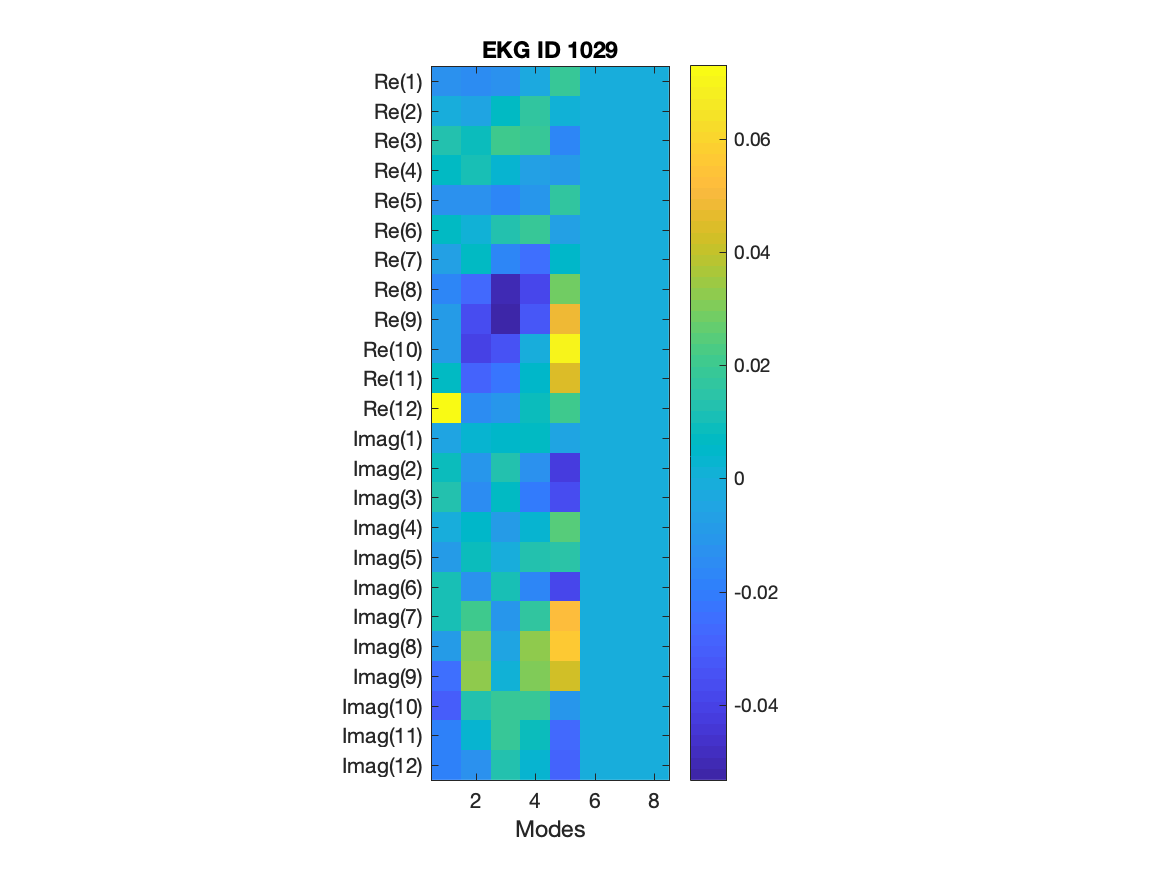 EKG ID 1029
Re(1)
Re(2)
Re(3)
Re(4)
Re(5)
Re(6)
Re(7)
Re(8)
Re(9)
Re(10)
Re(11)
Re(12)
Imag(1)
Imag(2)
Imag(3)
Imag(4)
Imag(5)
Imag(6)
Imag(7)
Imag(8)
Imag(9)
Imag(10)
Imag(11)
Imag(12)
2 4 6 8
Modes
0.06
0.04
0.02
0
-0.02
-0.04